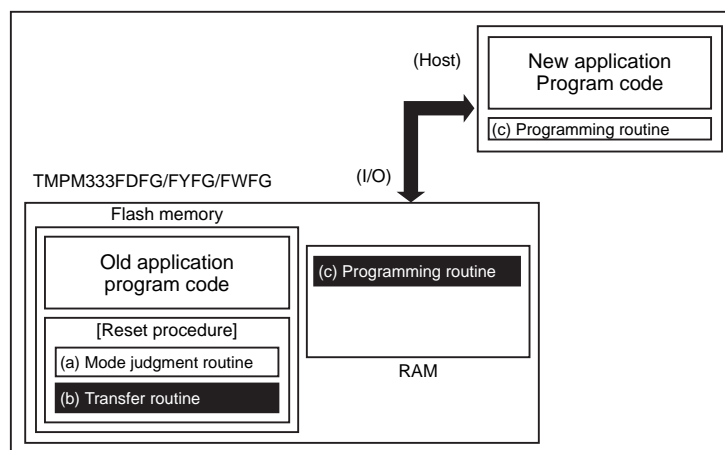 (Host)
New application
Program code
(c) Programming routine
(I/O)
TMPM333FDFG/FYFG/FWFG
Flash memory
Old application
program code
[Reset procedure]
(a) Mode judgment routine
(b) Transfer routine
(c) Programming routine
RAM